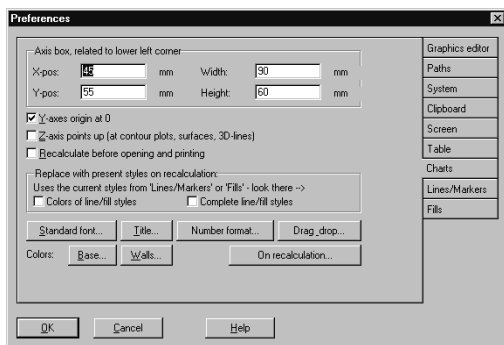 Preferences
Axis box, related to lower left corner
X-pos: 45 mm Width: 90 mm
Y-pos: 55 mm Height: 60 mm
Y-axes origin at 0
Z-axis points up (at contour plots, surfaces, 3D-lines)
Recalculate before opening and printing
Replace with present styles on recalculation:
Uses the current styles from 'Lines/Markers' or 'Fills' - look there -->
Colors of line/fill styles Complete line/fill styles
Standard font... Title... Number format... Drag_drop...
Colors: Base... Walls... On recalculation...
OK Cancel Help
Graphics editor
Paths
System
Clipboard
Screen
Table
Charts
Lines/Markers
Fills